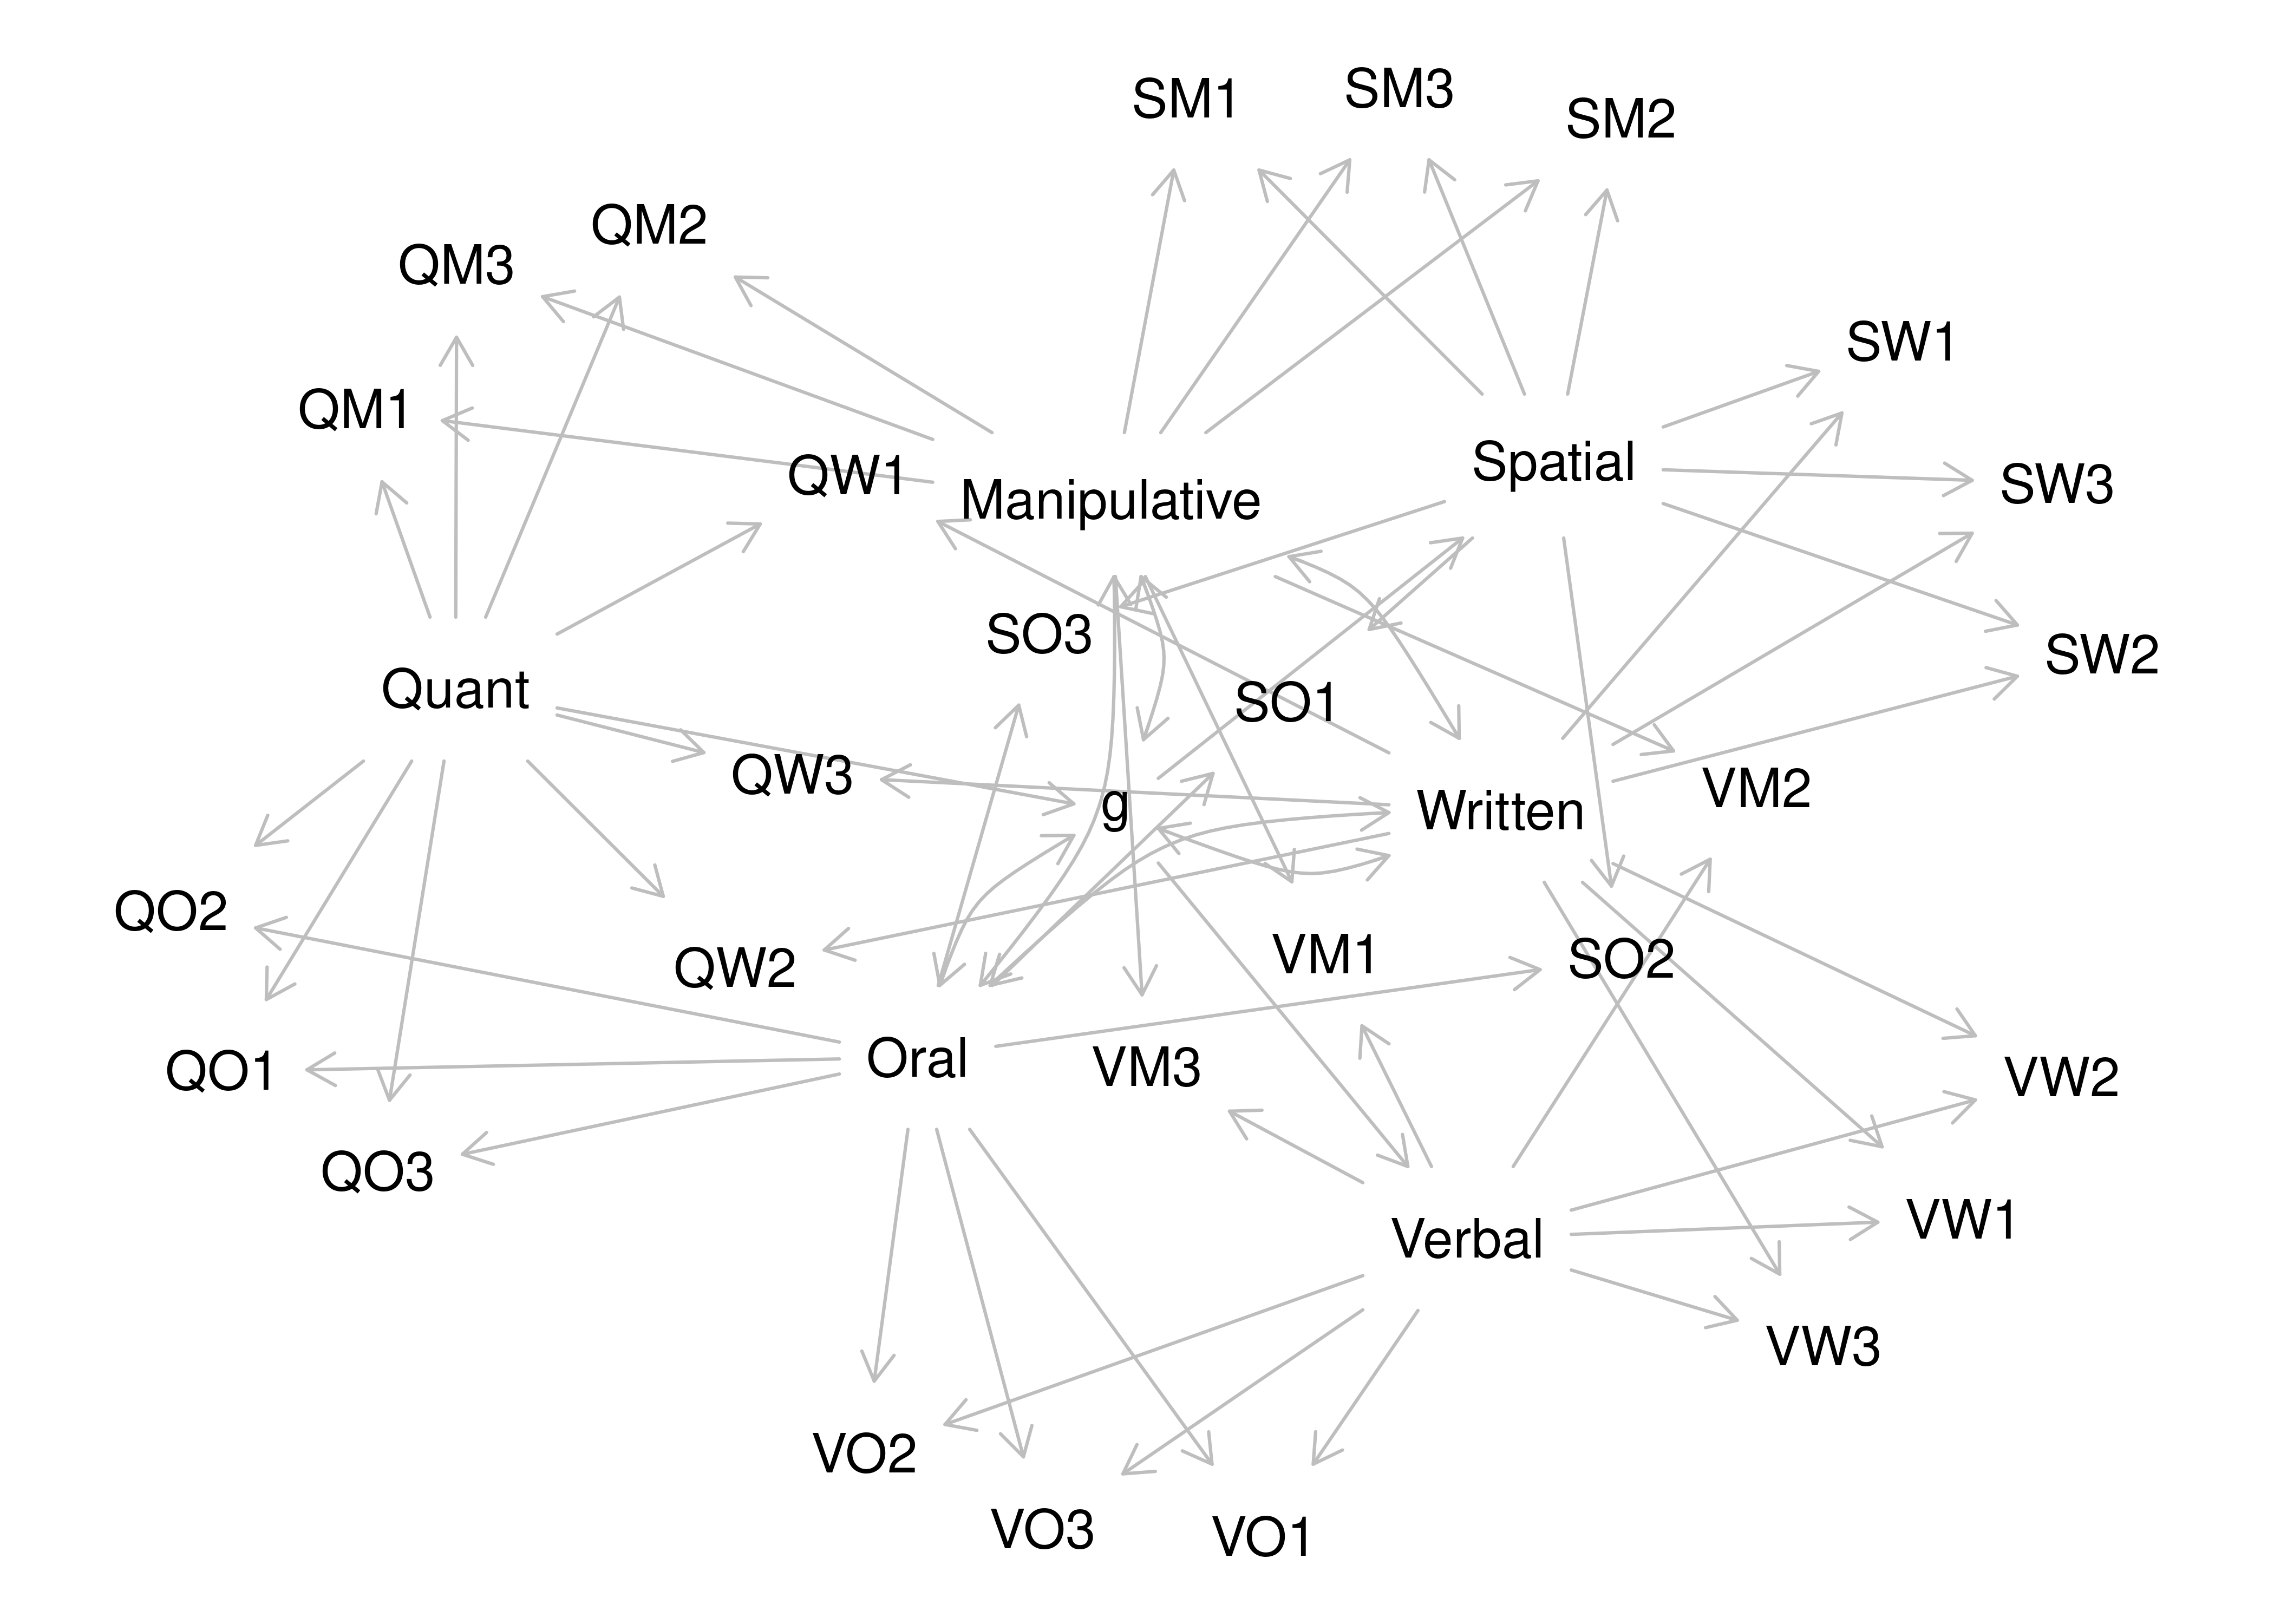 SM3
SM1
SM2
QM2
QM3
SW1
QM1
Spatial
QW1
SW3
Manipulative
SO3
SW2
Quant
SO1
QW3
VM2
g
Written
QO2
VM1
SO2
QW2
Oral
VM3
QO1
VW2
QO3
VW1
Verbal
VW3
VO2
VO3
VO1